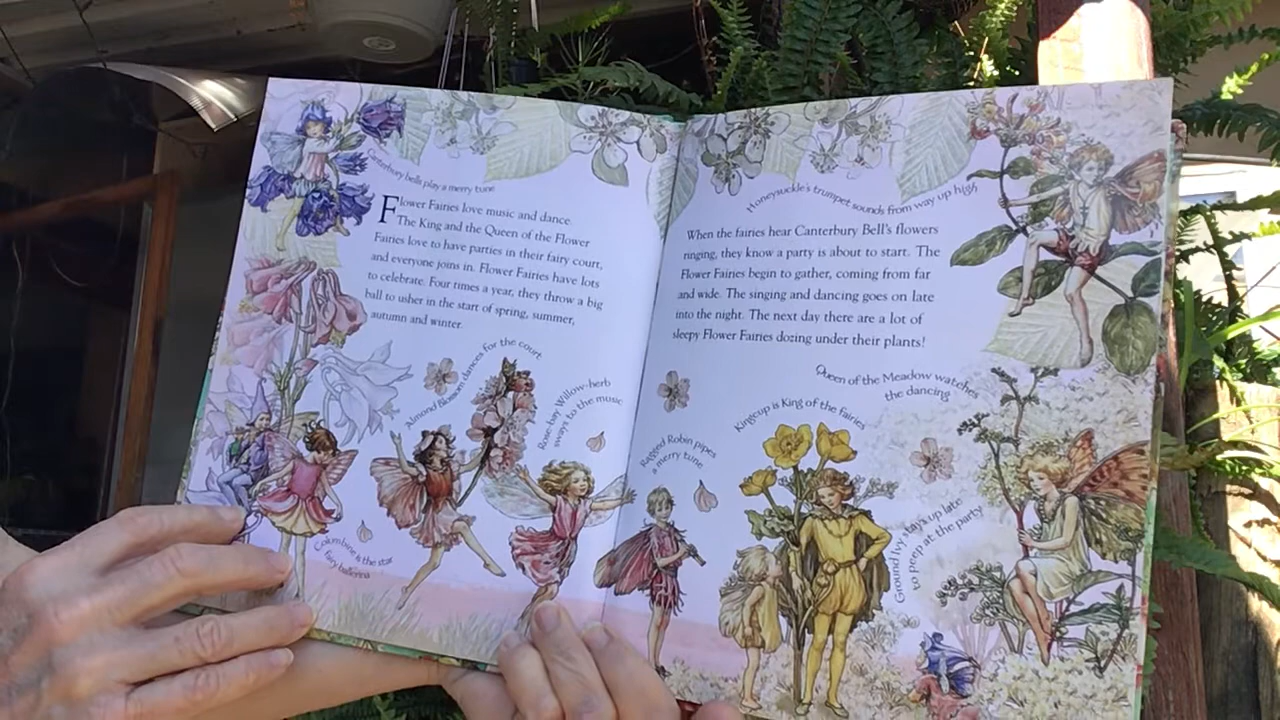 Canterbury bells play a merry tune
Flower Fairies love music and dance.
The King and the Queen of the Flower
Fairies love to have parties in their fairy court,
and everyone joins in. Flower Fairies have lots
to celebrate. Four times a year, they throw a big
ball to usher in the start of spring, summer,
autumn and winter.
Almond Blossom dances for the court
Rose-bay Willow-herb
sways to the music
Columbine is the star
fairy ballerina
Honeysuckle's trumpet sounds from way up high
When the fairies hear Canterbury Bell's flowers
ringing, they know a party is about to start. The
Flower Fairies begin to gather, coming from far
and wide. The singing and dancing goes on late
into the night. The next day there are a lot of
sleepy Flower Fairies dozing under their plants!
Queen of the Meadow watches
the dancing
Kingcup is King of the fairies
Ragged Robin pipes
a merry tune
Ground Ivy stays up late
to peep at the party